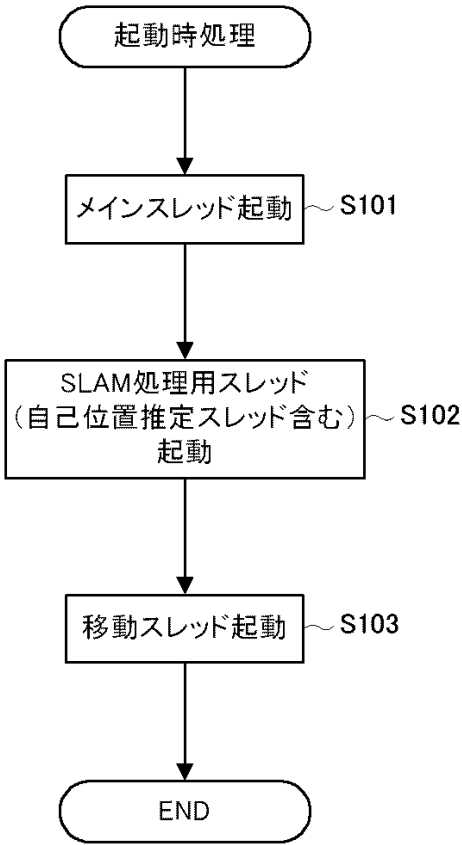 起動時処理
メインスレッド起動
S101
SLAM処理用スレッド
(自己位置推定スレッド含む)
起動
S102
移動スレッド起動
S103
END